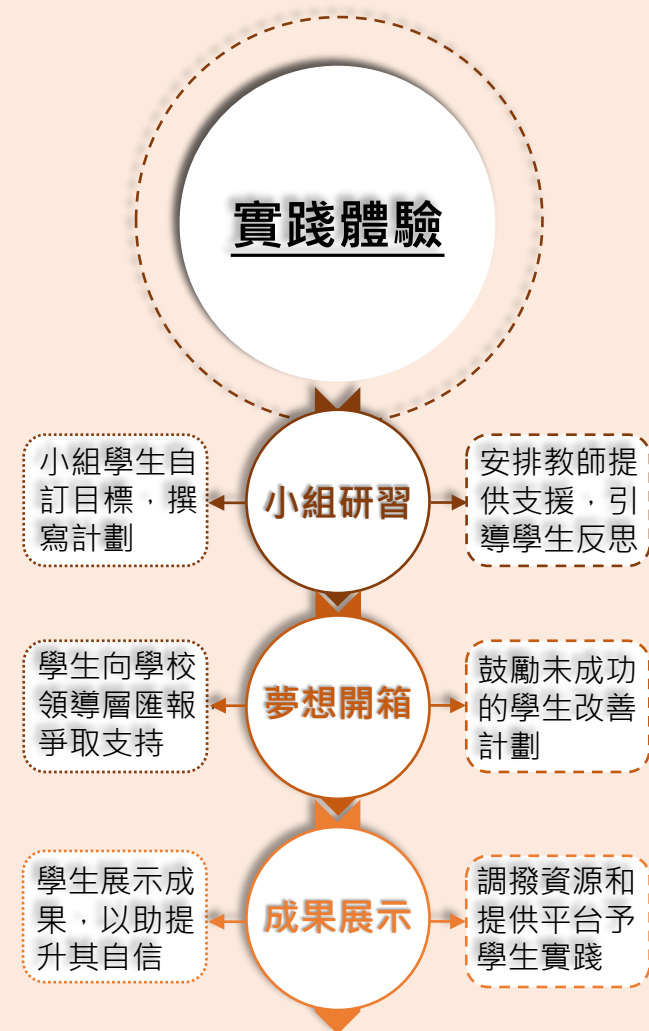 實踐體驗
小組學生自
訂目標，撰
寫計劃
小組研習
安排教師提
供支援，引
導學生反思
學生向學校
領導層匯報
爭取支持
夢想開箱
鼓勵未成功
的學生改善
計劃
學生展示成
果，以助提
升其自信
成果展示
調撥資源和
提供平台予
學生實踐